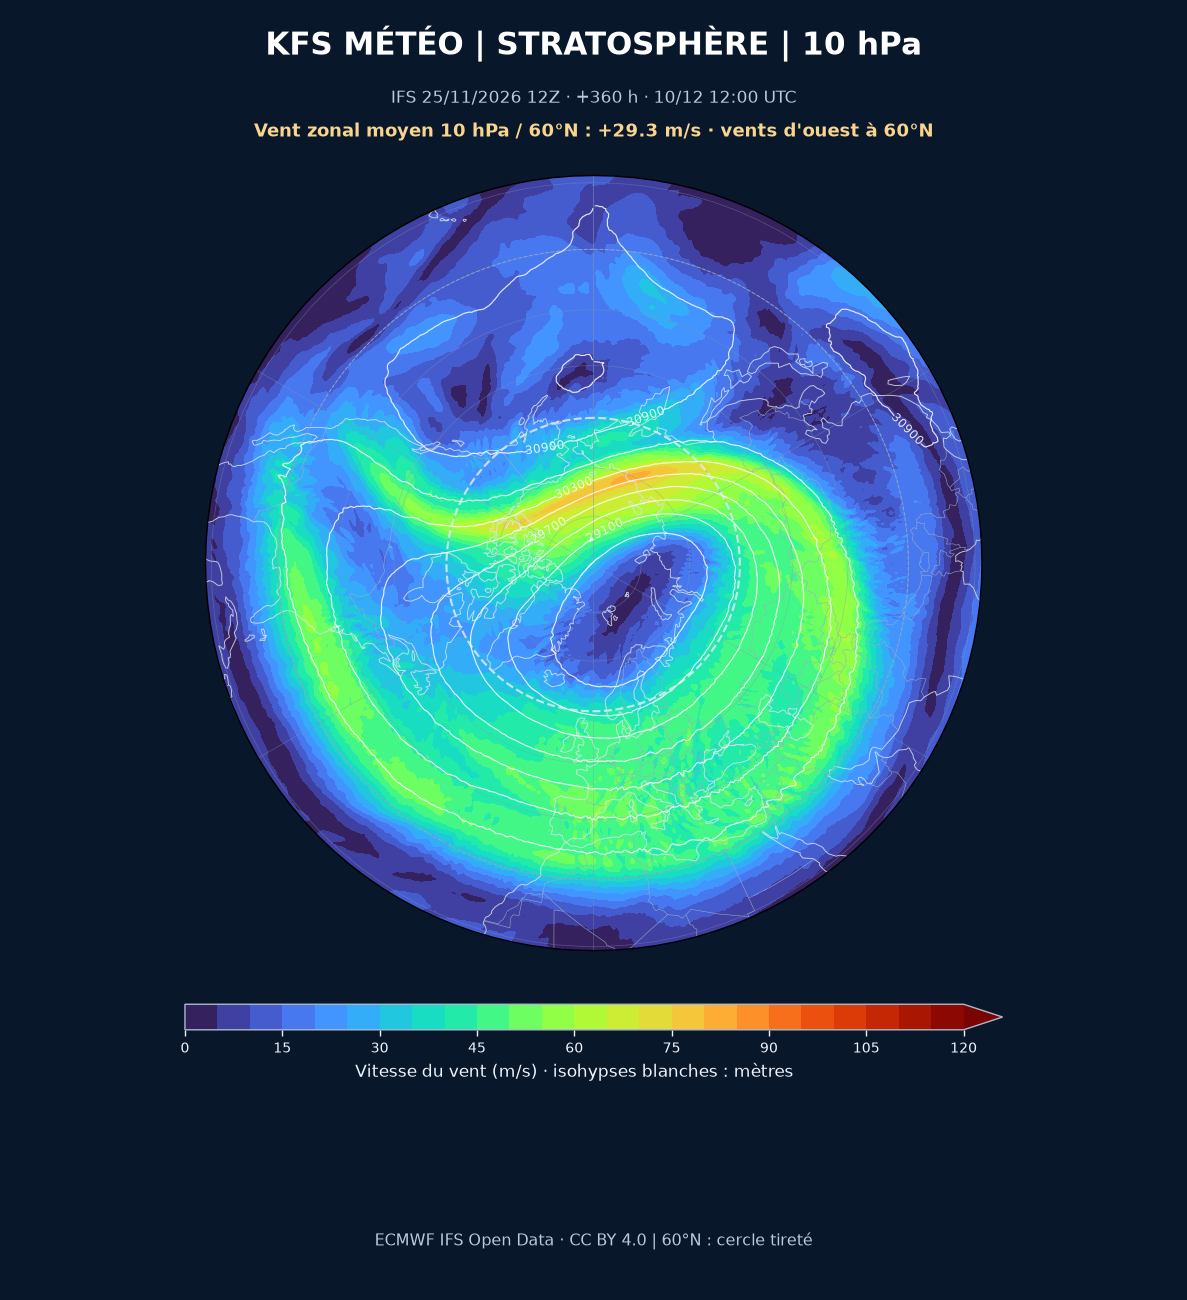 KFS MÉTÉO | STRATOSPHÈRE | 10 hPa
IFS 25/11/2026 12Z · +360 h · 10/12 12:00 UTC
Vent zonal moyen 10 hPa / 60°N : +29.3 m/s · vents d'ouest à 60°N
30900
30900
30900
30300
29700
29100
0 15 30 45 60 75 90 105 120
Vitesse du vent (m/s) · isohypses blanches : mètres
ECMWF IFS Open Data · CC BY 4.0 | 60°N : cercle tireté